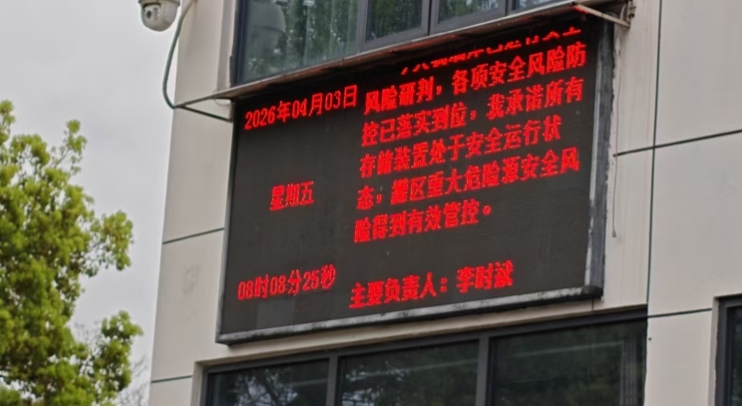 2026年04月03日
星期五
08时08分25秒
风险研判，各项安全风险防
控已落实到位，我承诺所有
存储装置处于安全运行状
态，罐区重大危险源安全风
险得到有效管控。
主要负责人：李时斌